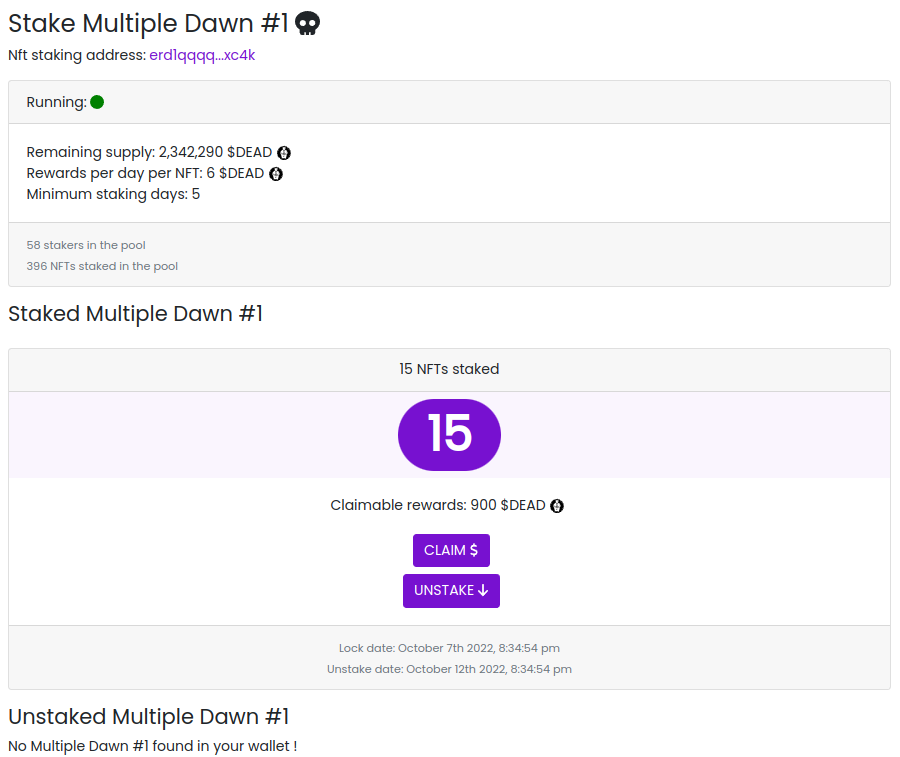 Stake Multiple Dawn #1
Nft staking address: erd1qqqq...xc4k
Running:
Remaining supply: 2,342,290 $DEAD
Rewards per day per NFT: 6 $DEAD
Minimum staking days: 5
58 stakers in the pool
396 NFTs staked in the pool
Staked Multiple Dawn #1
15 NFTs staked
15
Claimable rewards: 900 $DEAD
CLAIM $
UNSTAKE
Lock date: October 7th 2022, 8:34:54 pm
Unstake date: October 12th 2022, 8:34:54 pm
Unstaked Multiple Dawn #1
No Multiple Dawn #1 found in your wallet !